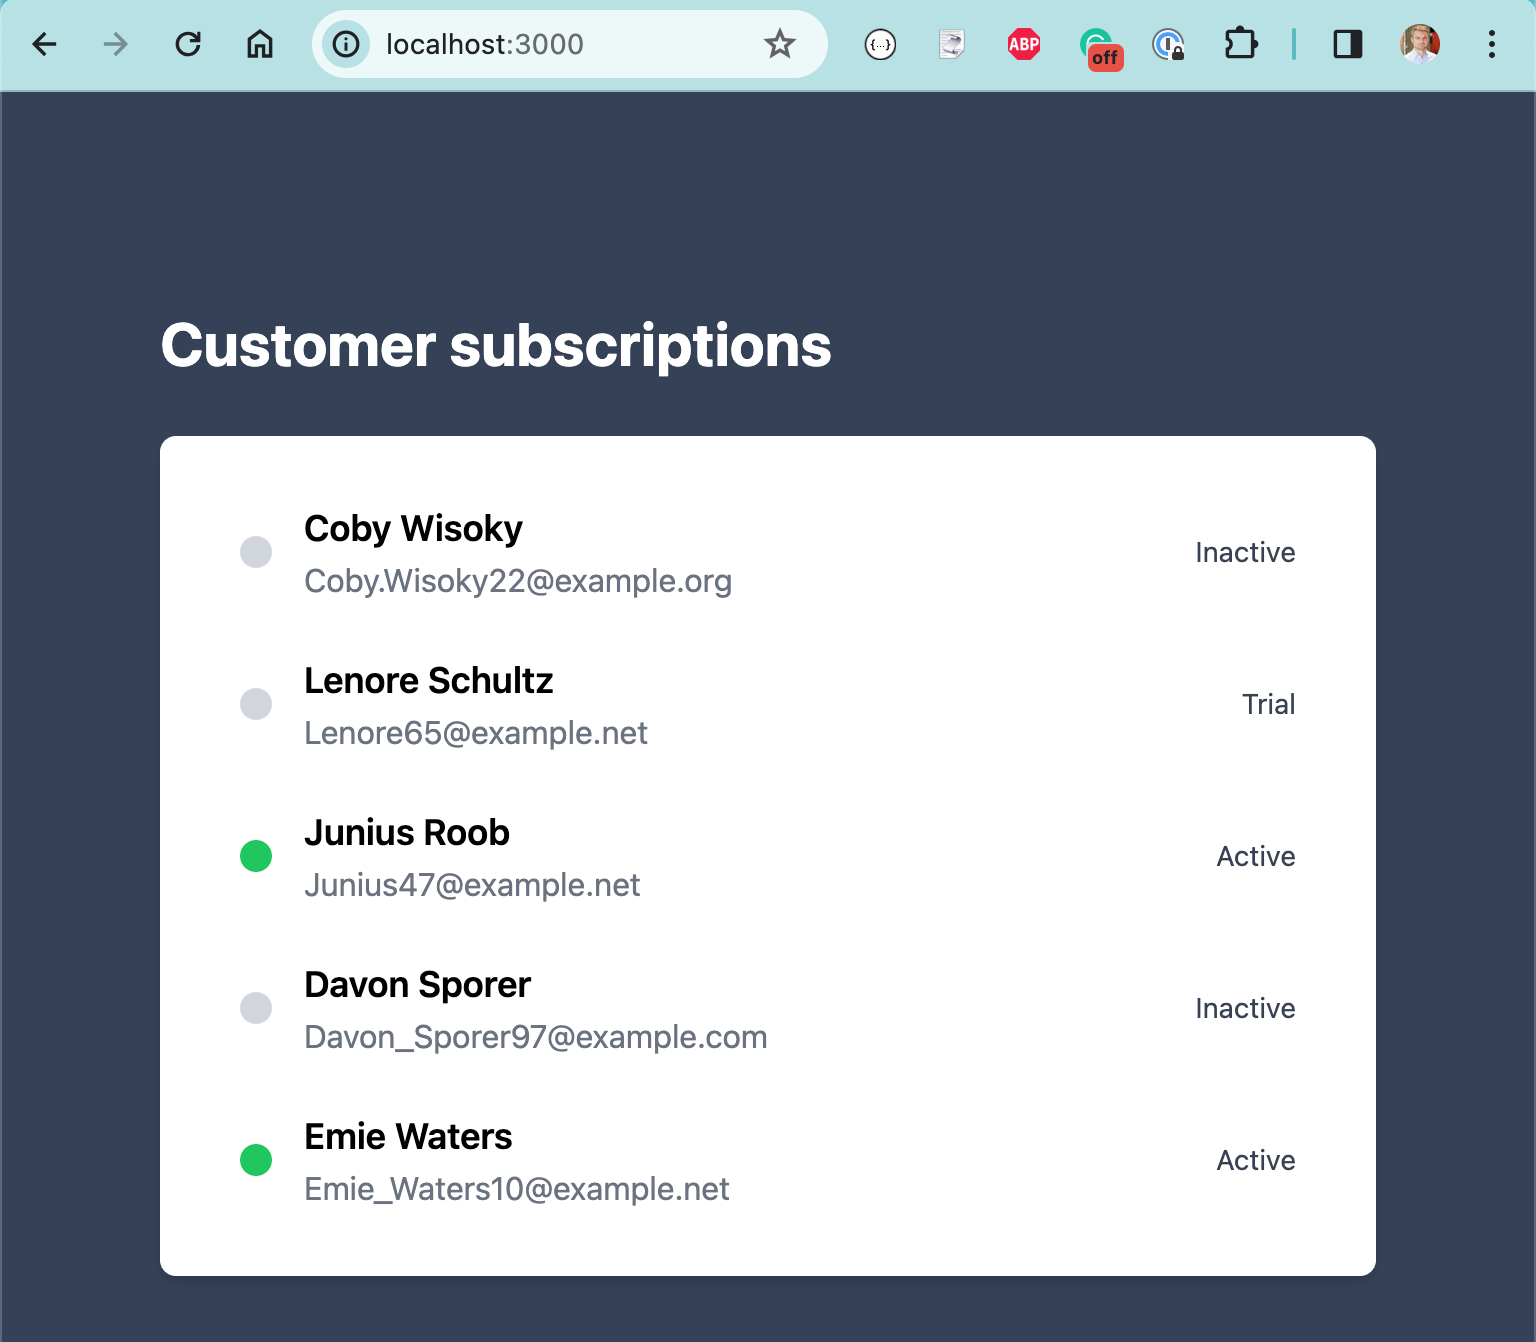 localhost:3000
{...}
ABP
off
Customer subscriptions
Coby Wisoky
Inactive
Coby.Wisoky22@example.org
Lenore Schultz
Trial
Lenore65@example.net
Junius Roob
Active
Junius47@example.net
Davon Sporer
Inactive
Davon_Sporer97@example.com
Emie Waters
Active
Emie_Waters10@example.net